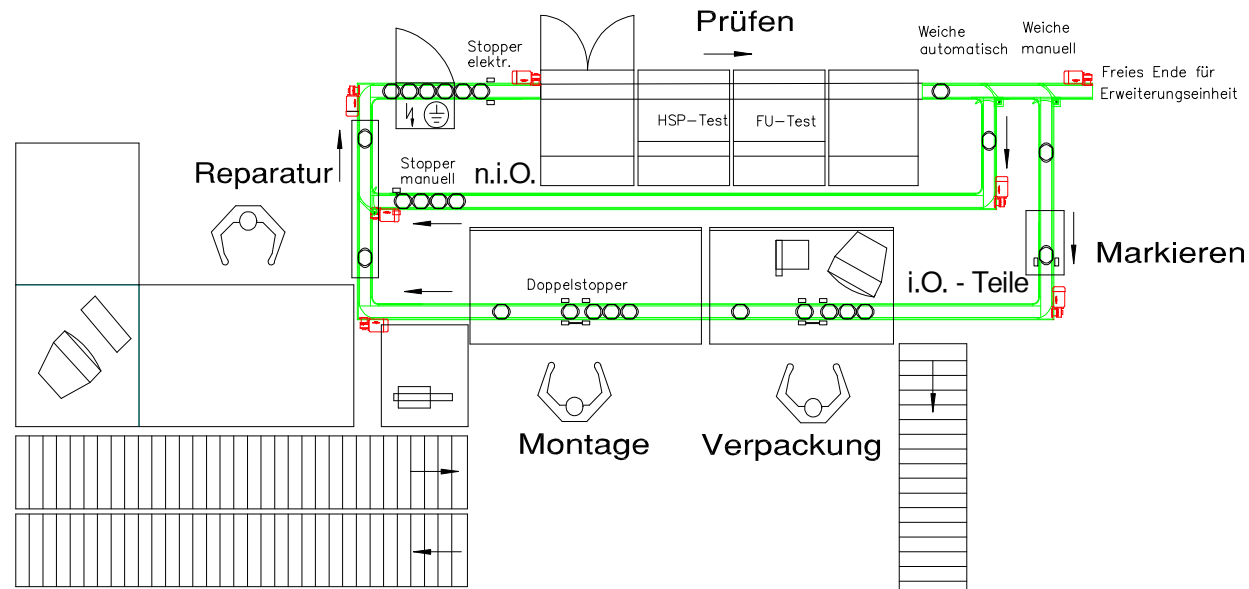 Prüfen
Stopper
elektr.
Weiche
automatisch
Weiche
manuell
Freies Ende für
Erweiterungseinheit
HSP-Test
FU-Test
Reparatur
Stopper
manuell
n.i.O.
Markieren
i.O. - Teile
Doppelstopper
Montage
Verpackung